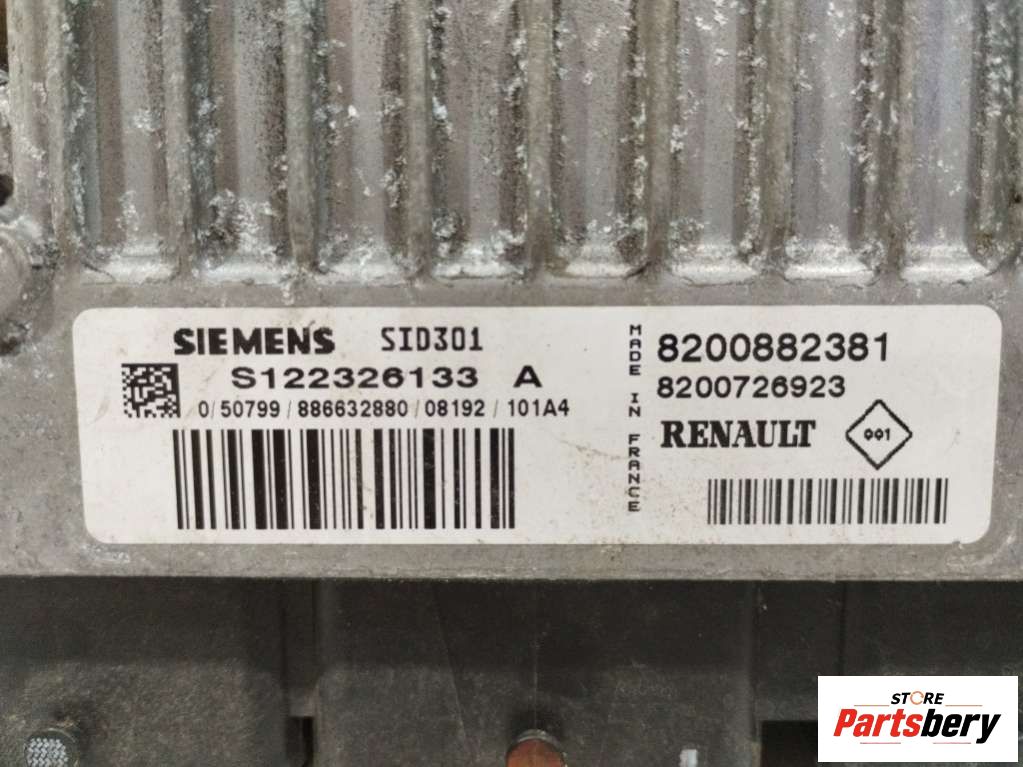 SIEMENS SID301
S122326133 A
0/50799/886632880/08192/101A4
MADE IN FRANCE
8200882381
8200726923
RENAULT 001
STORE
Partsbery